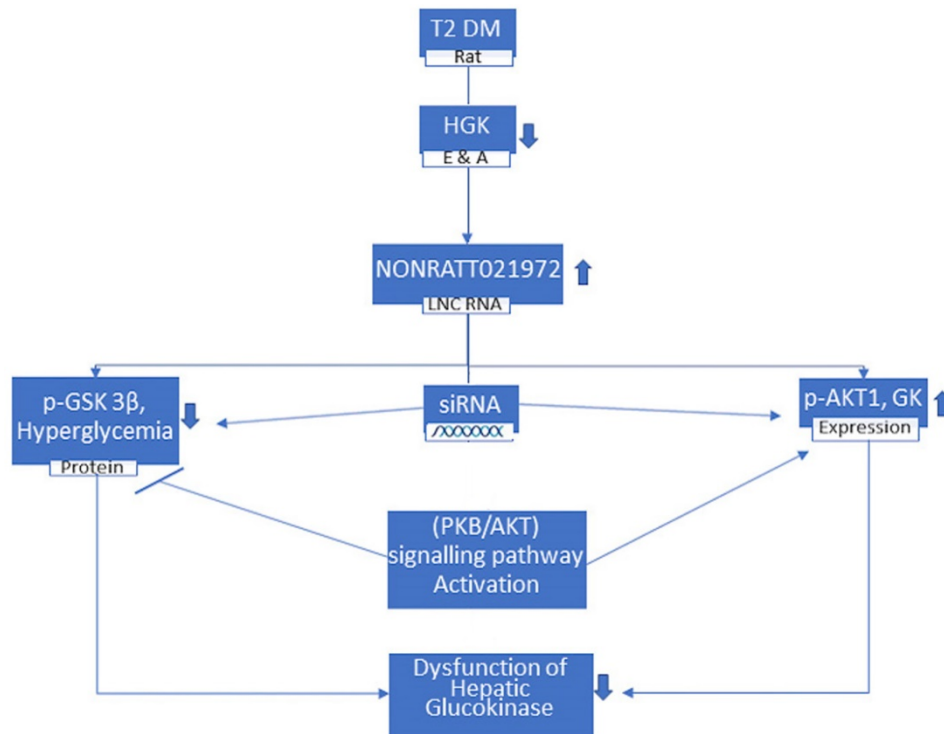 T2 DM
Rat
HGK
E & A
NONRATT021972
LNC RNA
p-GSK 3β,
Hyperglycemia
Protein
siRNA
p-AKT1, GK
Expression
(PKB/AKT)
signalling pathway
Activation
Dysfunction of
Hepatic
Glucokinase